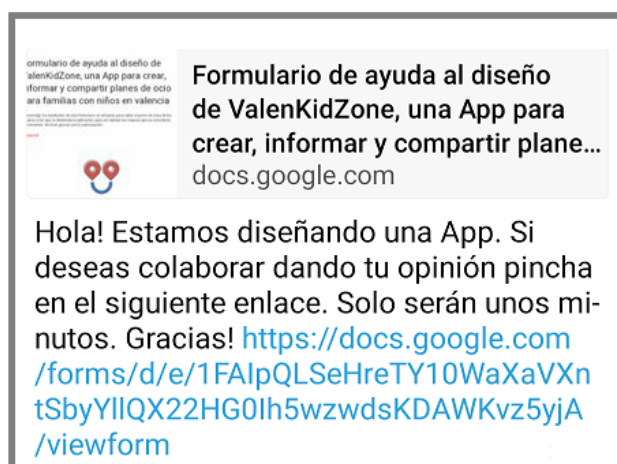 ormulario de ayuda al diseño de
alenKidZone, una App para crear,
formar y compartir planes de ocio
ara familias con niños en valencia
Formulario de ayuda al diseño
de ValenKidZone, una App para
crear, informar y compartir plane...
docs.google.com
Hola! Estamos diseñando una App. Si
deseas colaborar dando tu opinión pincha
en el siguiente enlace. Solo serán unos mi-
nutos. Gracias! https://docs.google.com
/forms/d/e/1FAIpQLSeHreTY10WaXaVXn
tSbyYllQX22HG0Ih5wzwdsKDAWKvz5yjA
/viewform